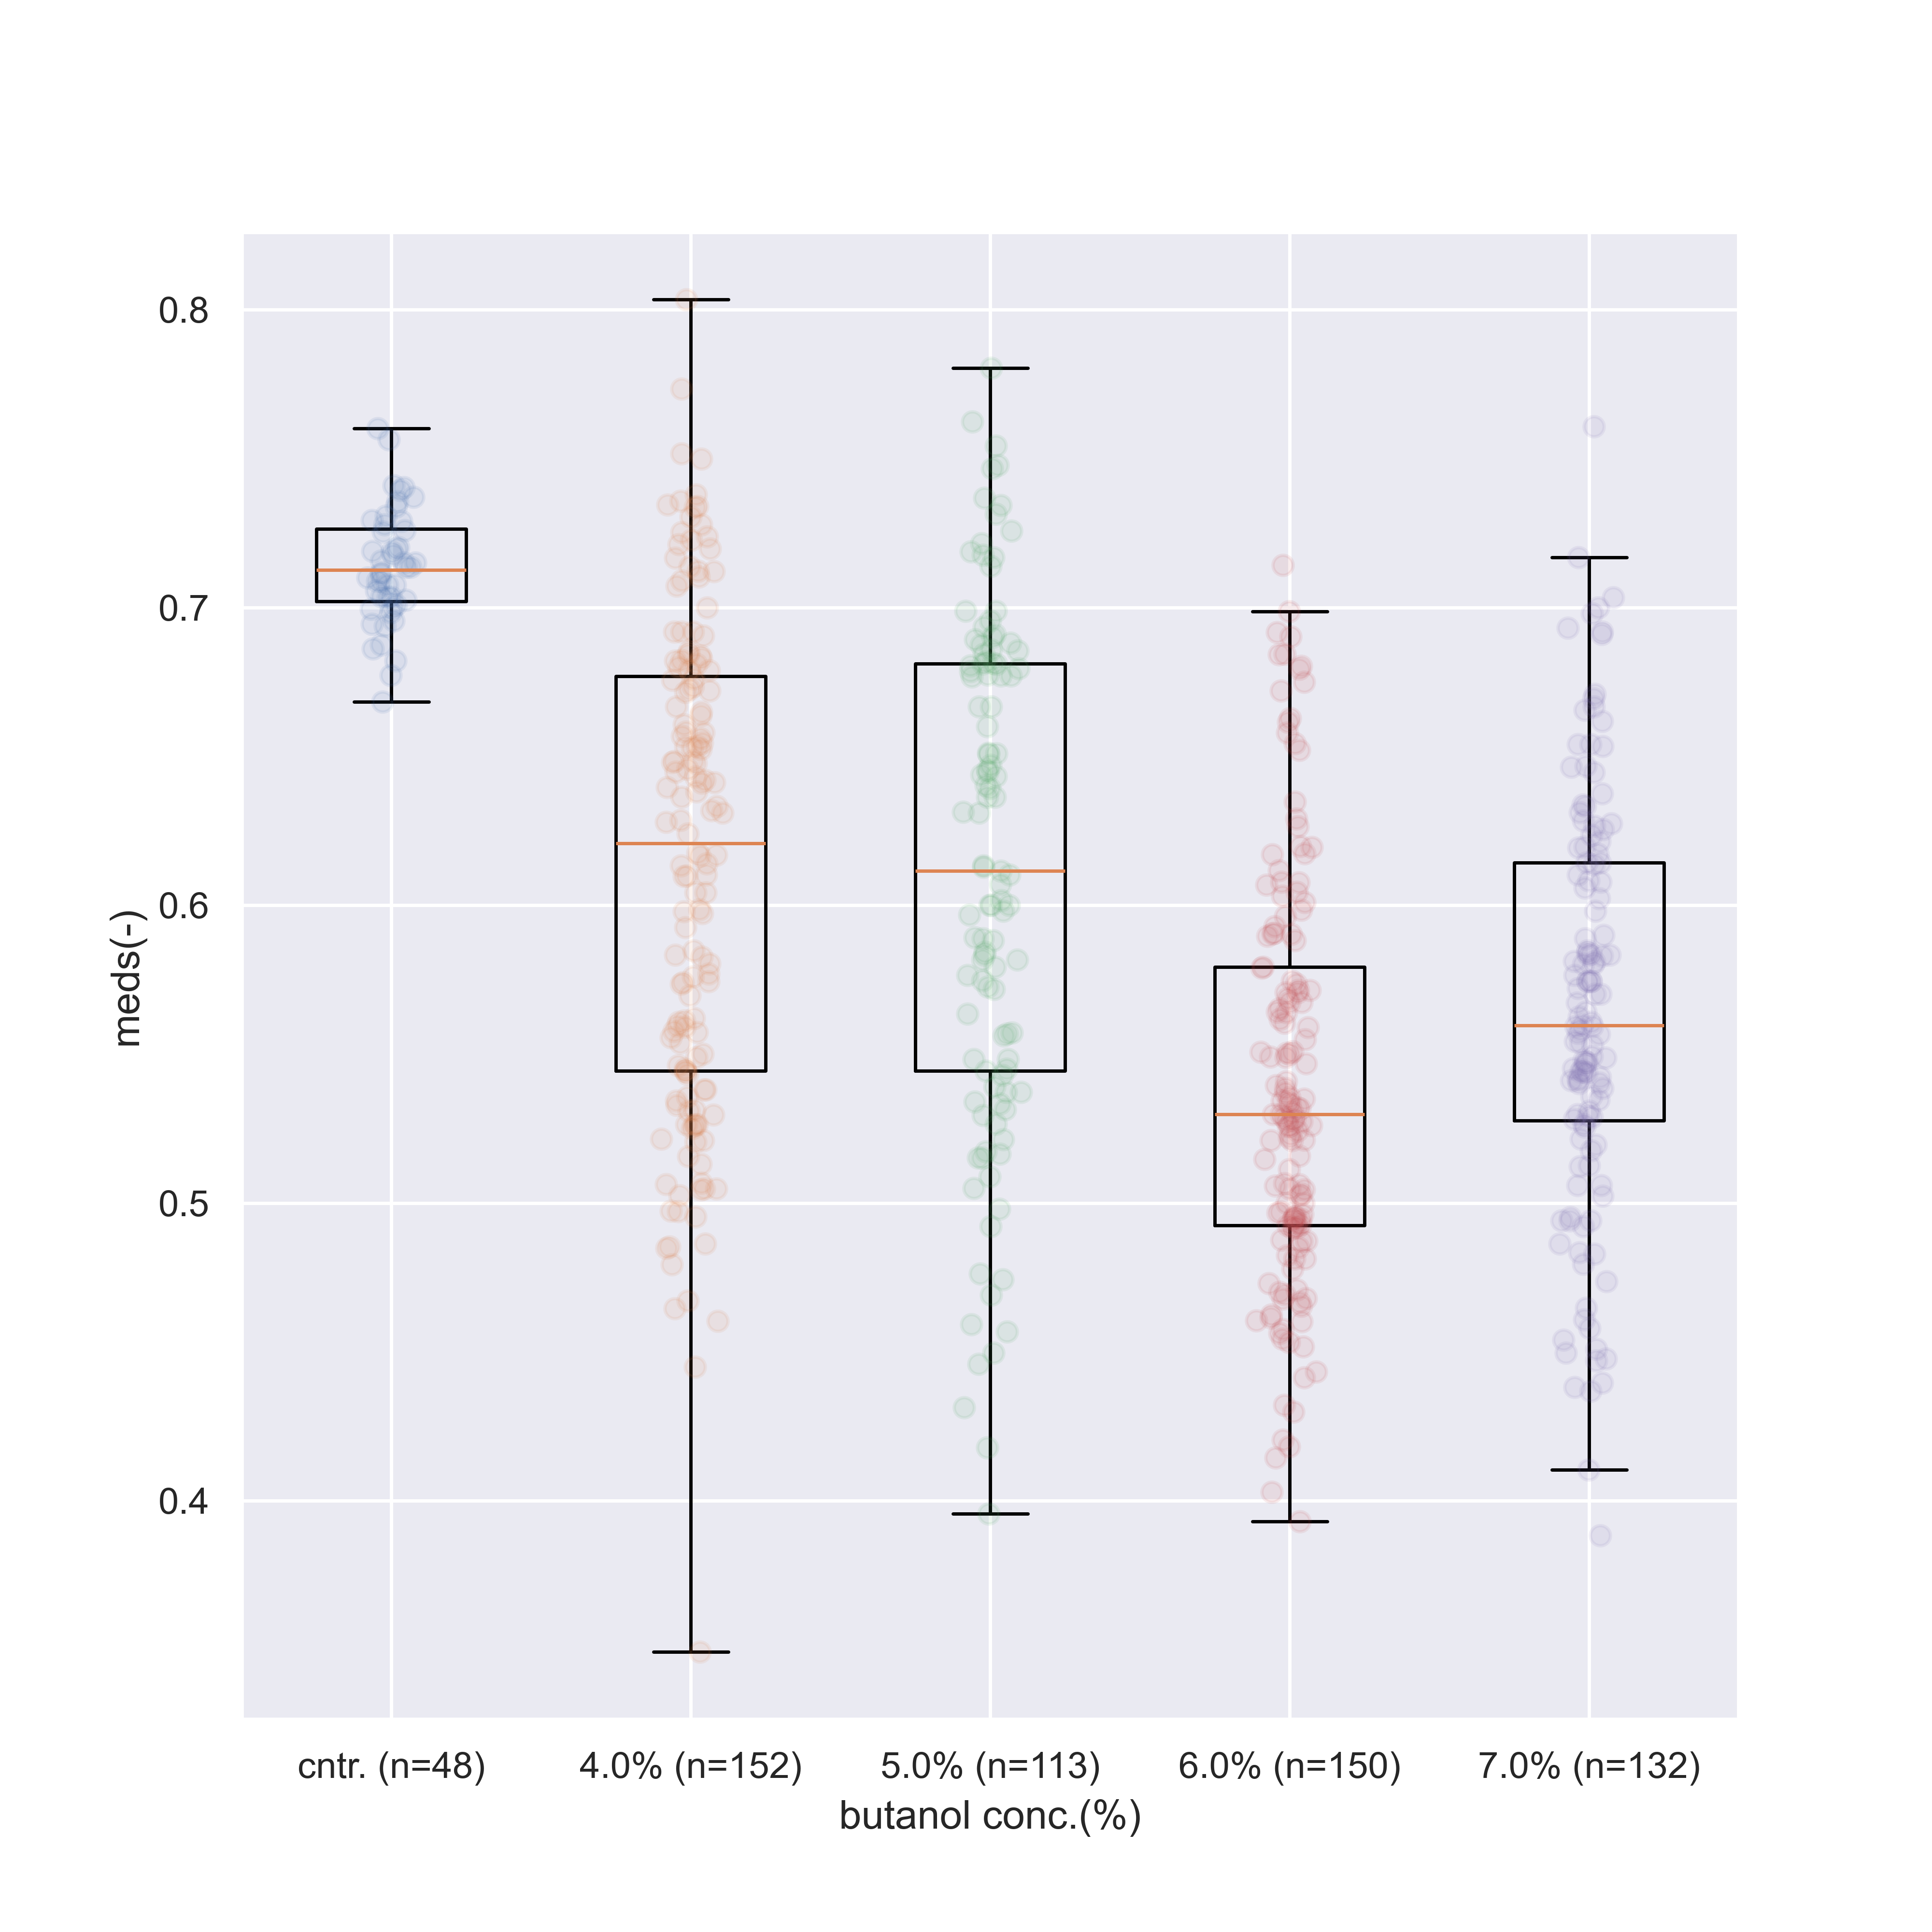 0.8
0.7
0.6
0.5
0.4
meds(-)
cntr. (n=48)
4.0% (n=152)
5.0% (n=113)
6.0% (n=150)
7.0% (n=132)
butanol conc.(%)